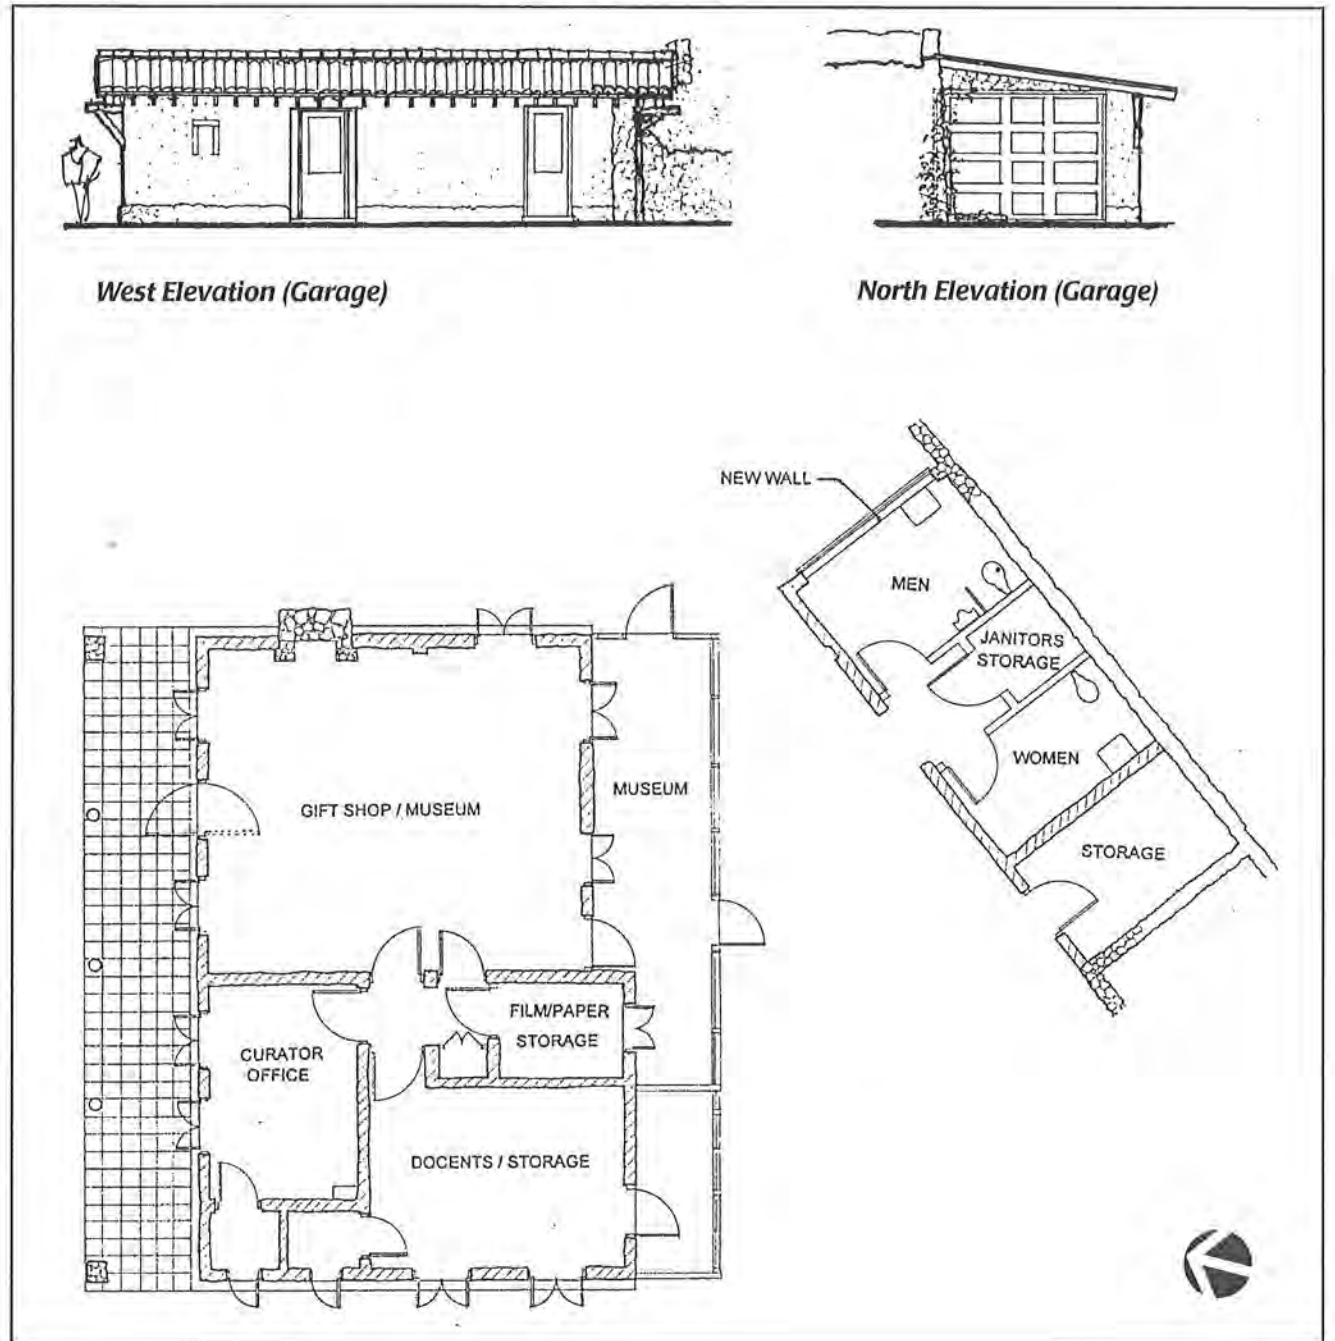 West Elevation (Garage)
North Elevation (Garage)
NEW WALL
MEN
JANITORS
STORAGE
WOMEN
MUSEUM
GIFT SHOP / MUSEUM
STORAGE
FILM/PAPER
STORAGE
CURATOR
OFFICE
DOCENTS / STORAGE